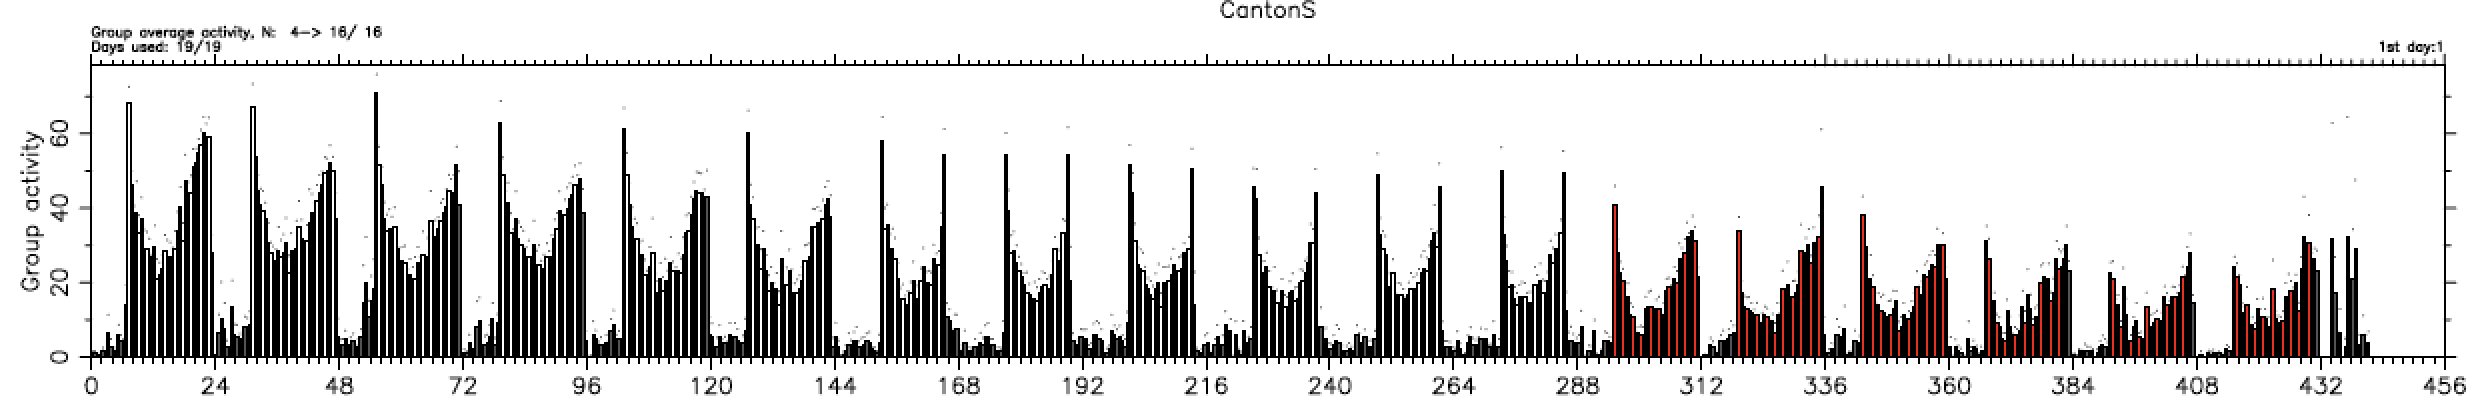 CantonS
Group average activity, N: 4-> 16/ 16
Days used: 19/19
1st day:1
Group activity
60
40
20
0
0 24 48 72 96 120 144 168 192 216 240 264 288 312 336 360 384 408 432 456